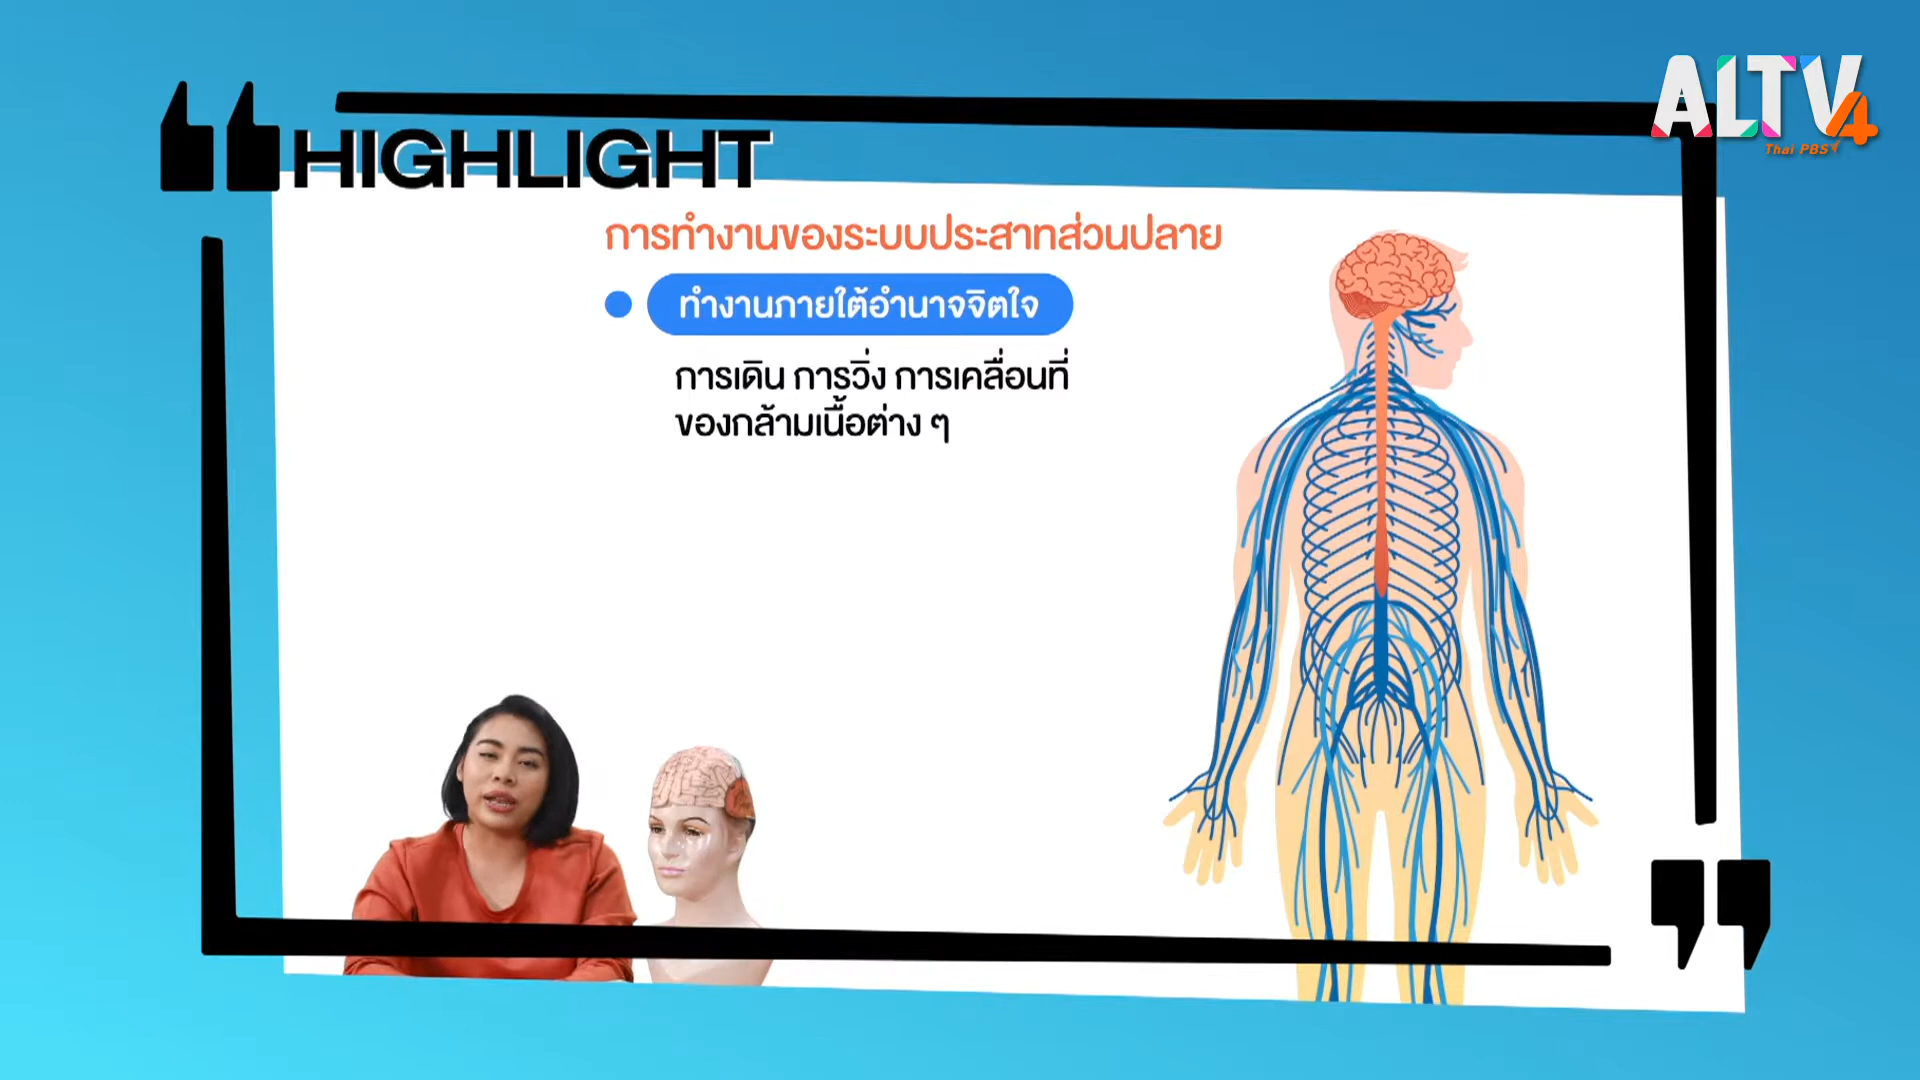 ALTV4
Thai PBS
HIGHLIGHT
การทำงานของระบบประสาทส่วนปลาย
ทำงานภายใต้อำนาจจิตใจ
การเดิน การวิ่ง การเคลื่อนที่
ของกล้ามเนื้อต่าง ๆ